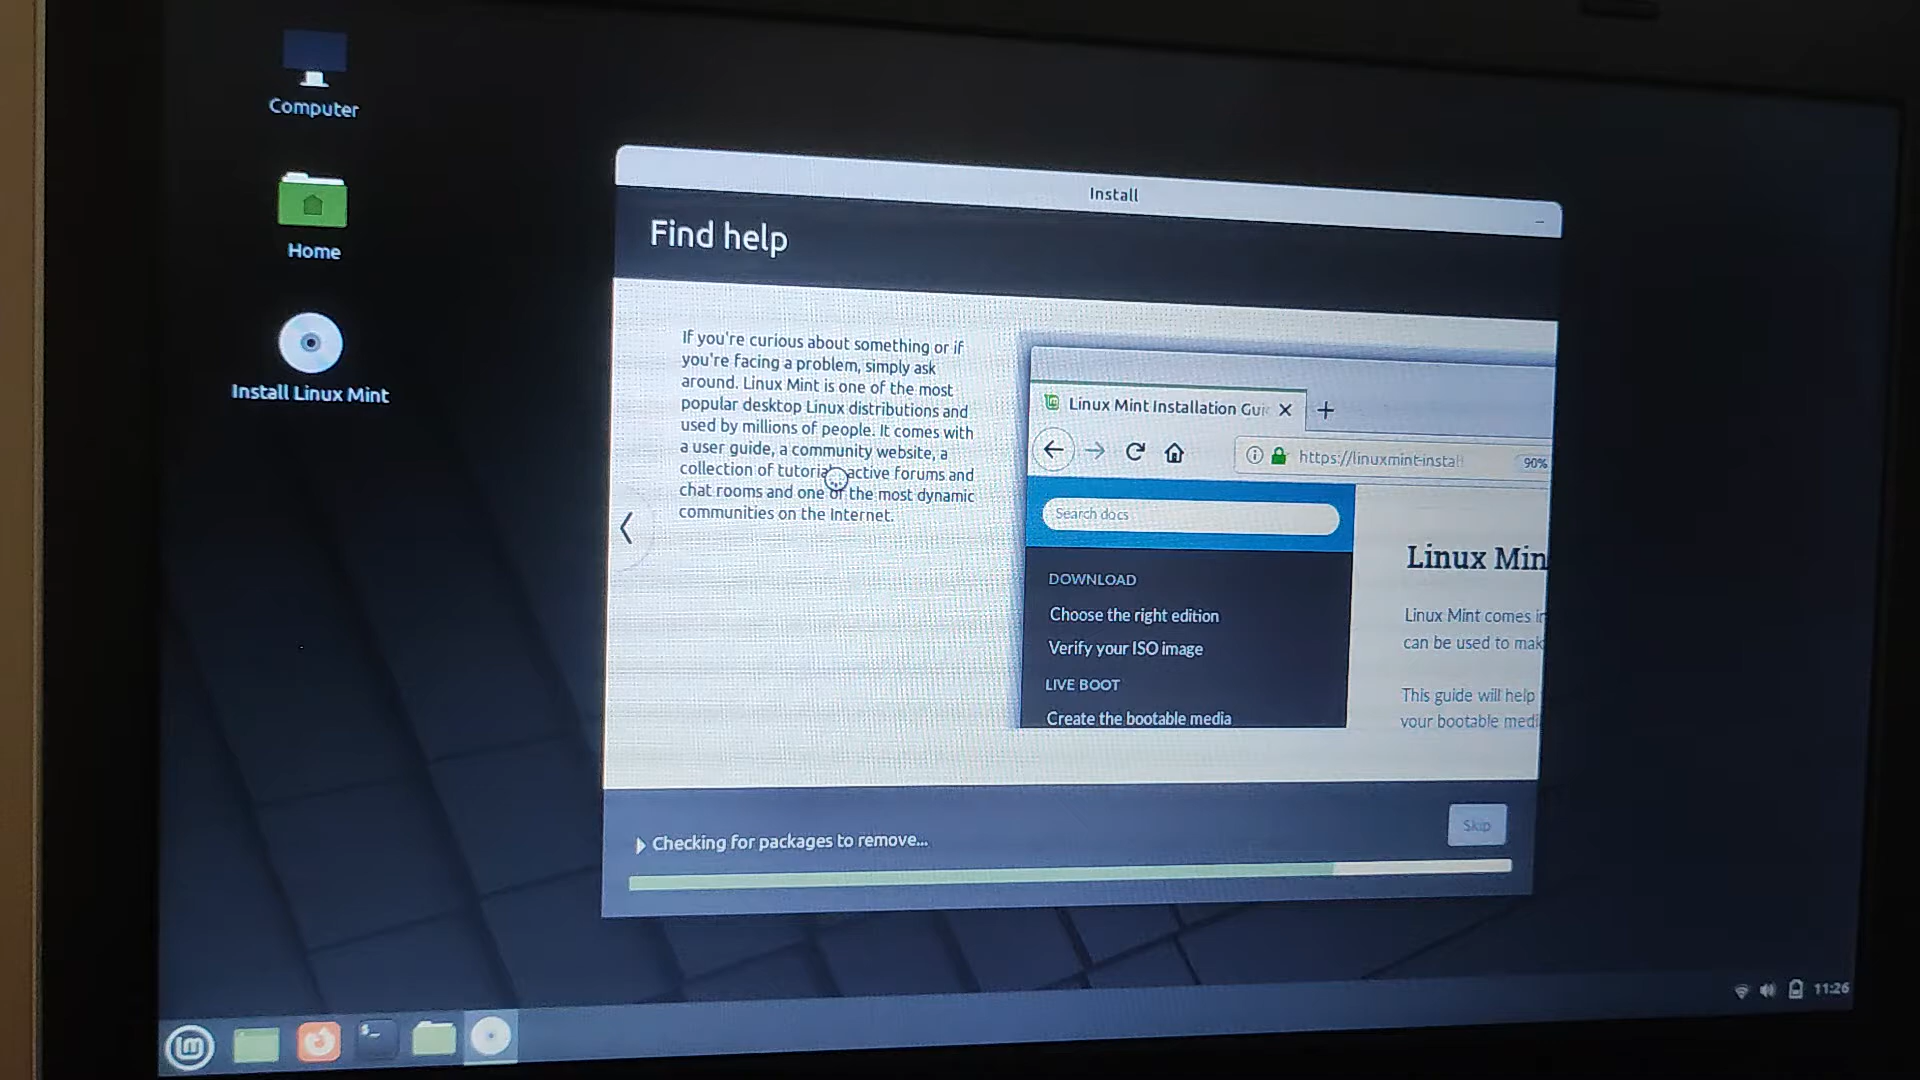 Computer
Home
Install Linux Mint
Install
Find help
If you're curious about something or if
you're facing a problem, simply ask
around. Linux Mint is one of the most
popular desktop Linux distributions and
used by millions of people. It comes with
a user guide, a community website, a
collection of active forums and
chat rooms and one of the most dynamic
communities on the Internet.
Linux Mint Installation Gui
https://linuxmint-instal
90%
Search docs
DOWNLOAD
Choose the right edition
Verify your ISO image
LIVE BOOT
Create the bootable media
Linux Min
Linux Mint comes in
can be used to mak
This guide will help
your bootable medi
Checking for packages to remove...
Skip
11:26